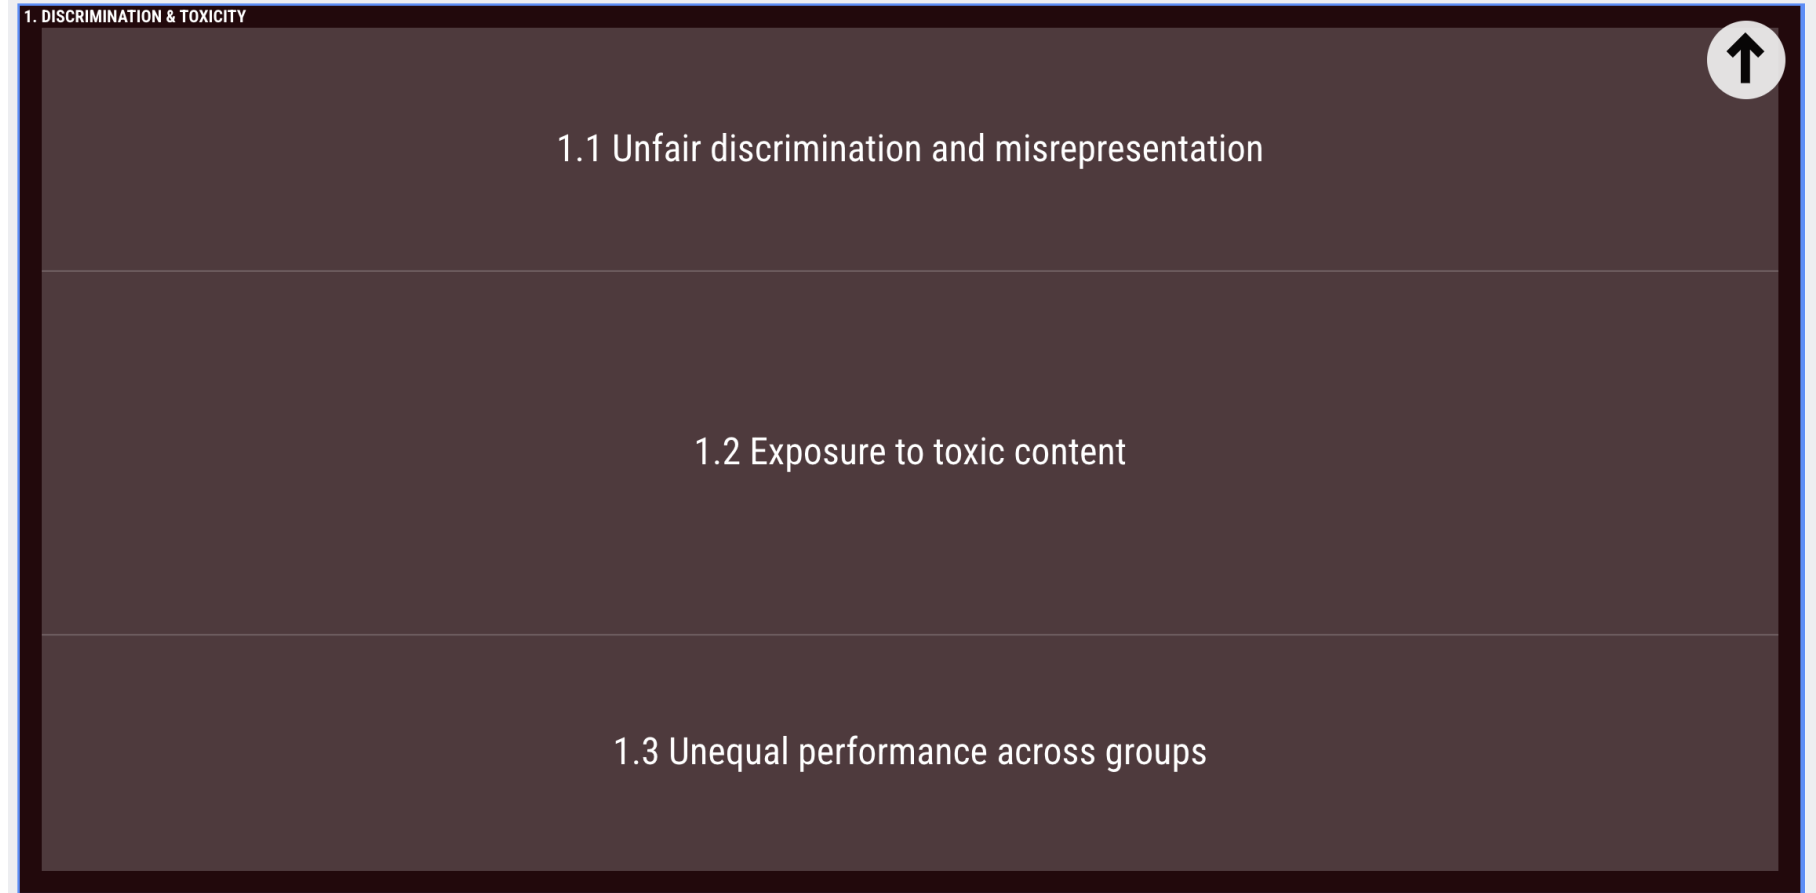 1. DISCRIMINATION & TOXICITY
1.1 Unfair discrimination and misrepresentation
1.2 Exposure to toxic content
1.3 Unequal performance across groups